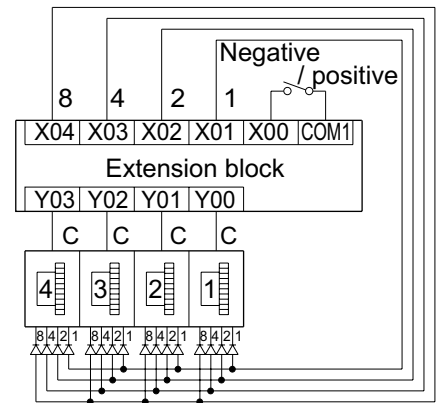 Negative
/ positive
8 4 2 1
X04 X03 X02 X01 X00 COM1
Extension block
Y03 Y02 Y01 Y00
C C C C
4 3 2 1
8 4 2 1 8 4 2 1 8 4 2 1 8 4 2 1